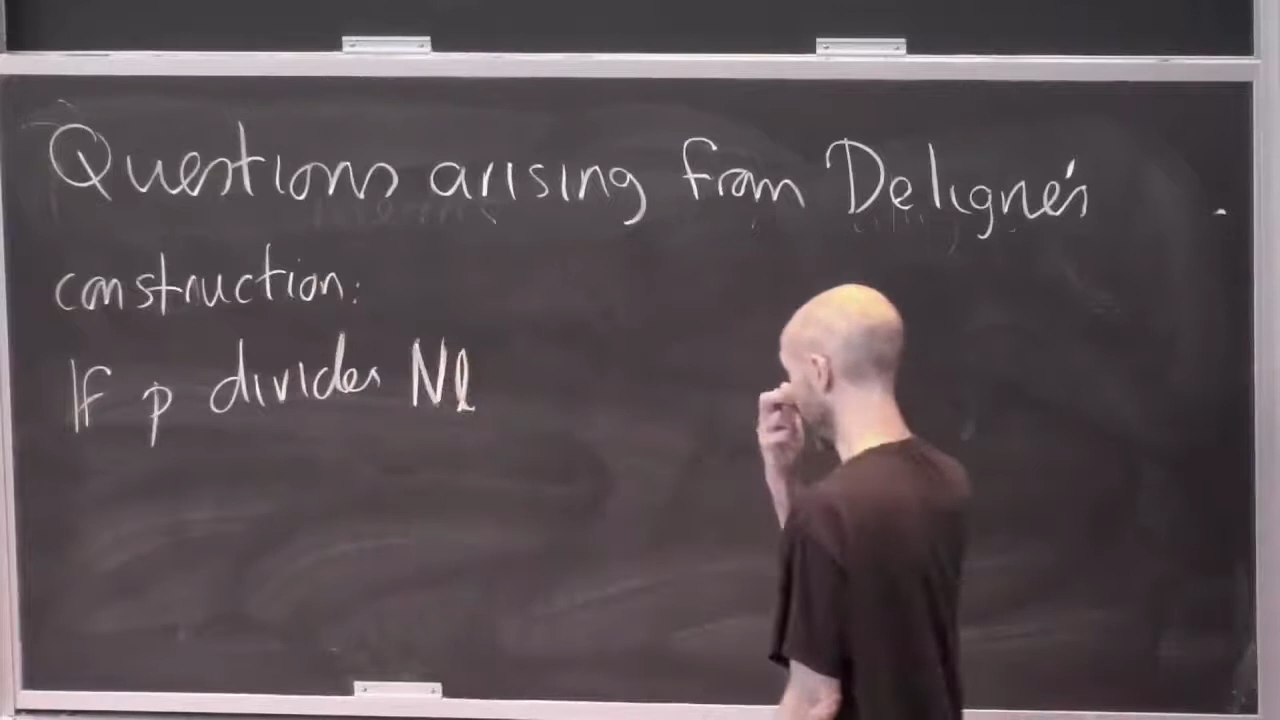 Questions arising from Deligne's
construction:
If p divides Nl